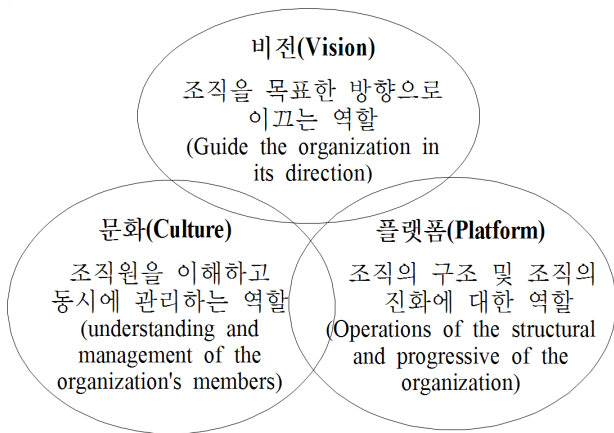 비전(Vision)
조직을 목표한 방향으로
이끄는 역할
(Guide the organization in
its direction)
문화(Culture)
조직원을 이해하고
동시에 관리하는 역할
(understanding and
management of the
organization's members)
플랫폼(Platform)
조직의 구조 및 조직의
진화에 대한 역할
(Operations of the structural
and progressive of the
organization)